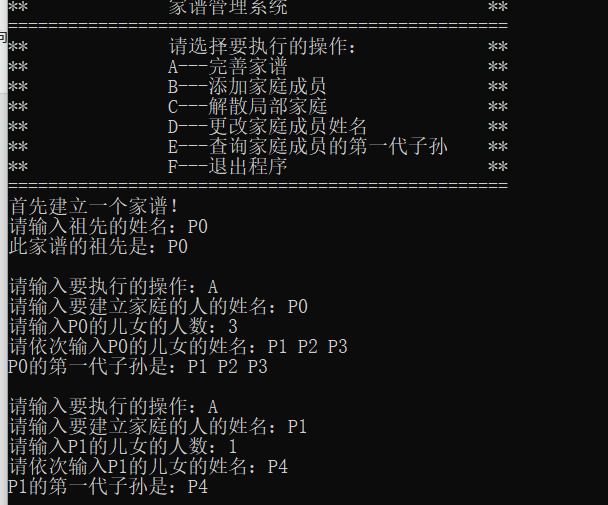 ** 家谱管理系统 **
==================================================
** 请选择要执行的操作： **
** A---完善家谱 **
** B---添加家庭成员 **
** C---解散局部家庭 **
** D---更改家庭成员姓名 **
** E---查询家庭成员的第一代子孙 **
** F---退出程序 **
==================================================
首先建立一个家谱！
请输入祖先的姓名：P0
此家谱的祖先是：P0
请输入要执行的操作：A
请输入要建立家庭的人的姓名：P0
请输入P0的儿女的人数：3
请依次输入P0的儿女的姓名：P1 P2 P3
P0的第一代子孙是：P1 P2 P3
请输入要执行的操作：A
请输入要建立家庭的人的姓名：P1
请输入P1的儿女的人数：1
请依次输入P1的儿女的姓名：P4
P1的第一代子孙是：P4